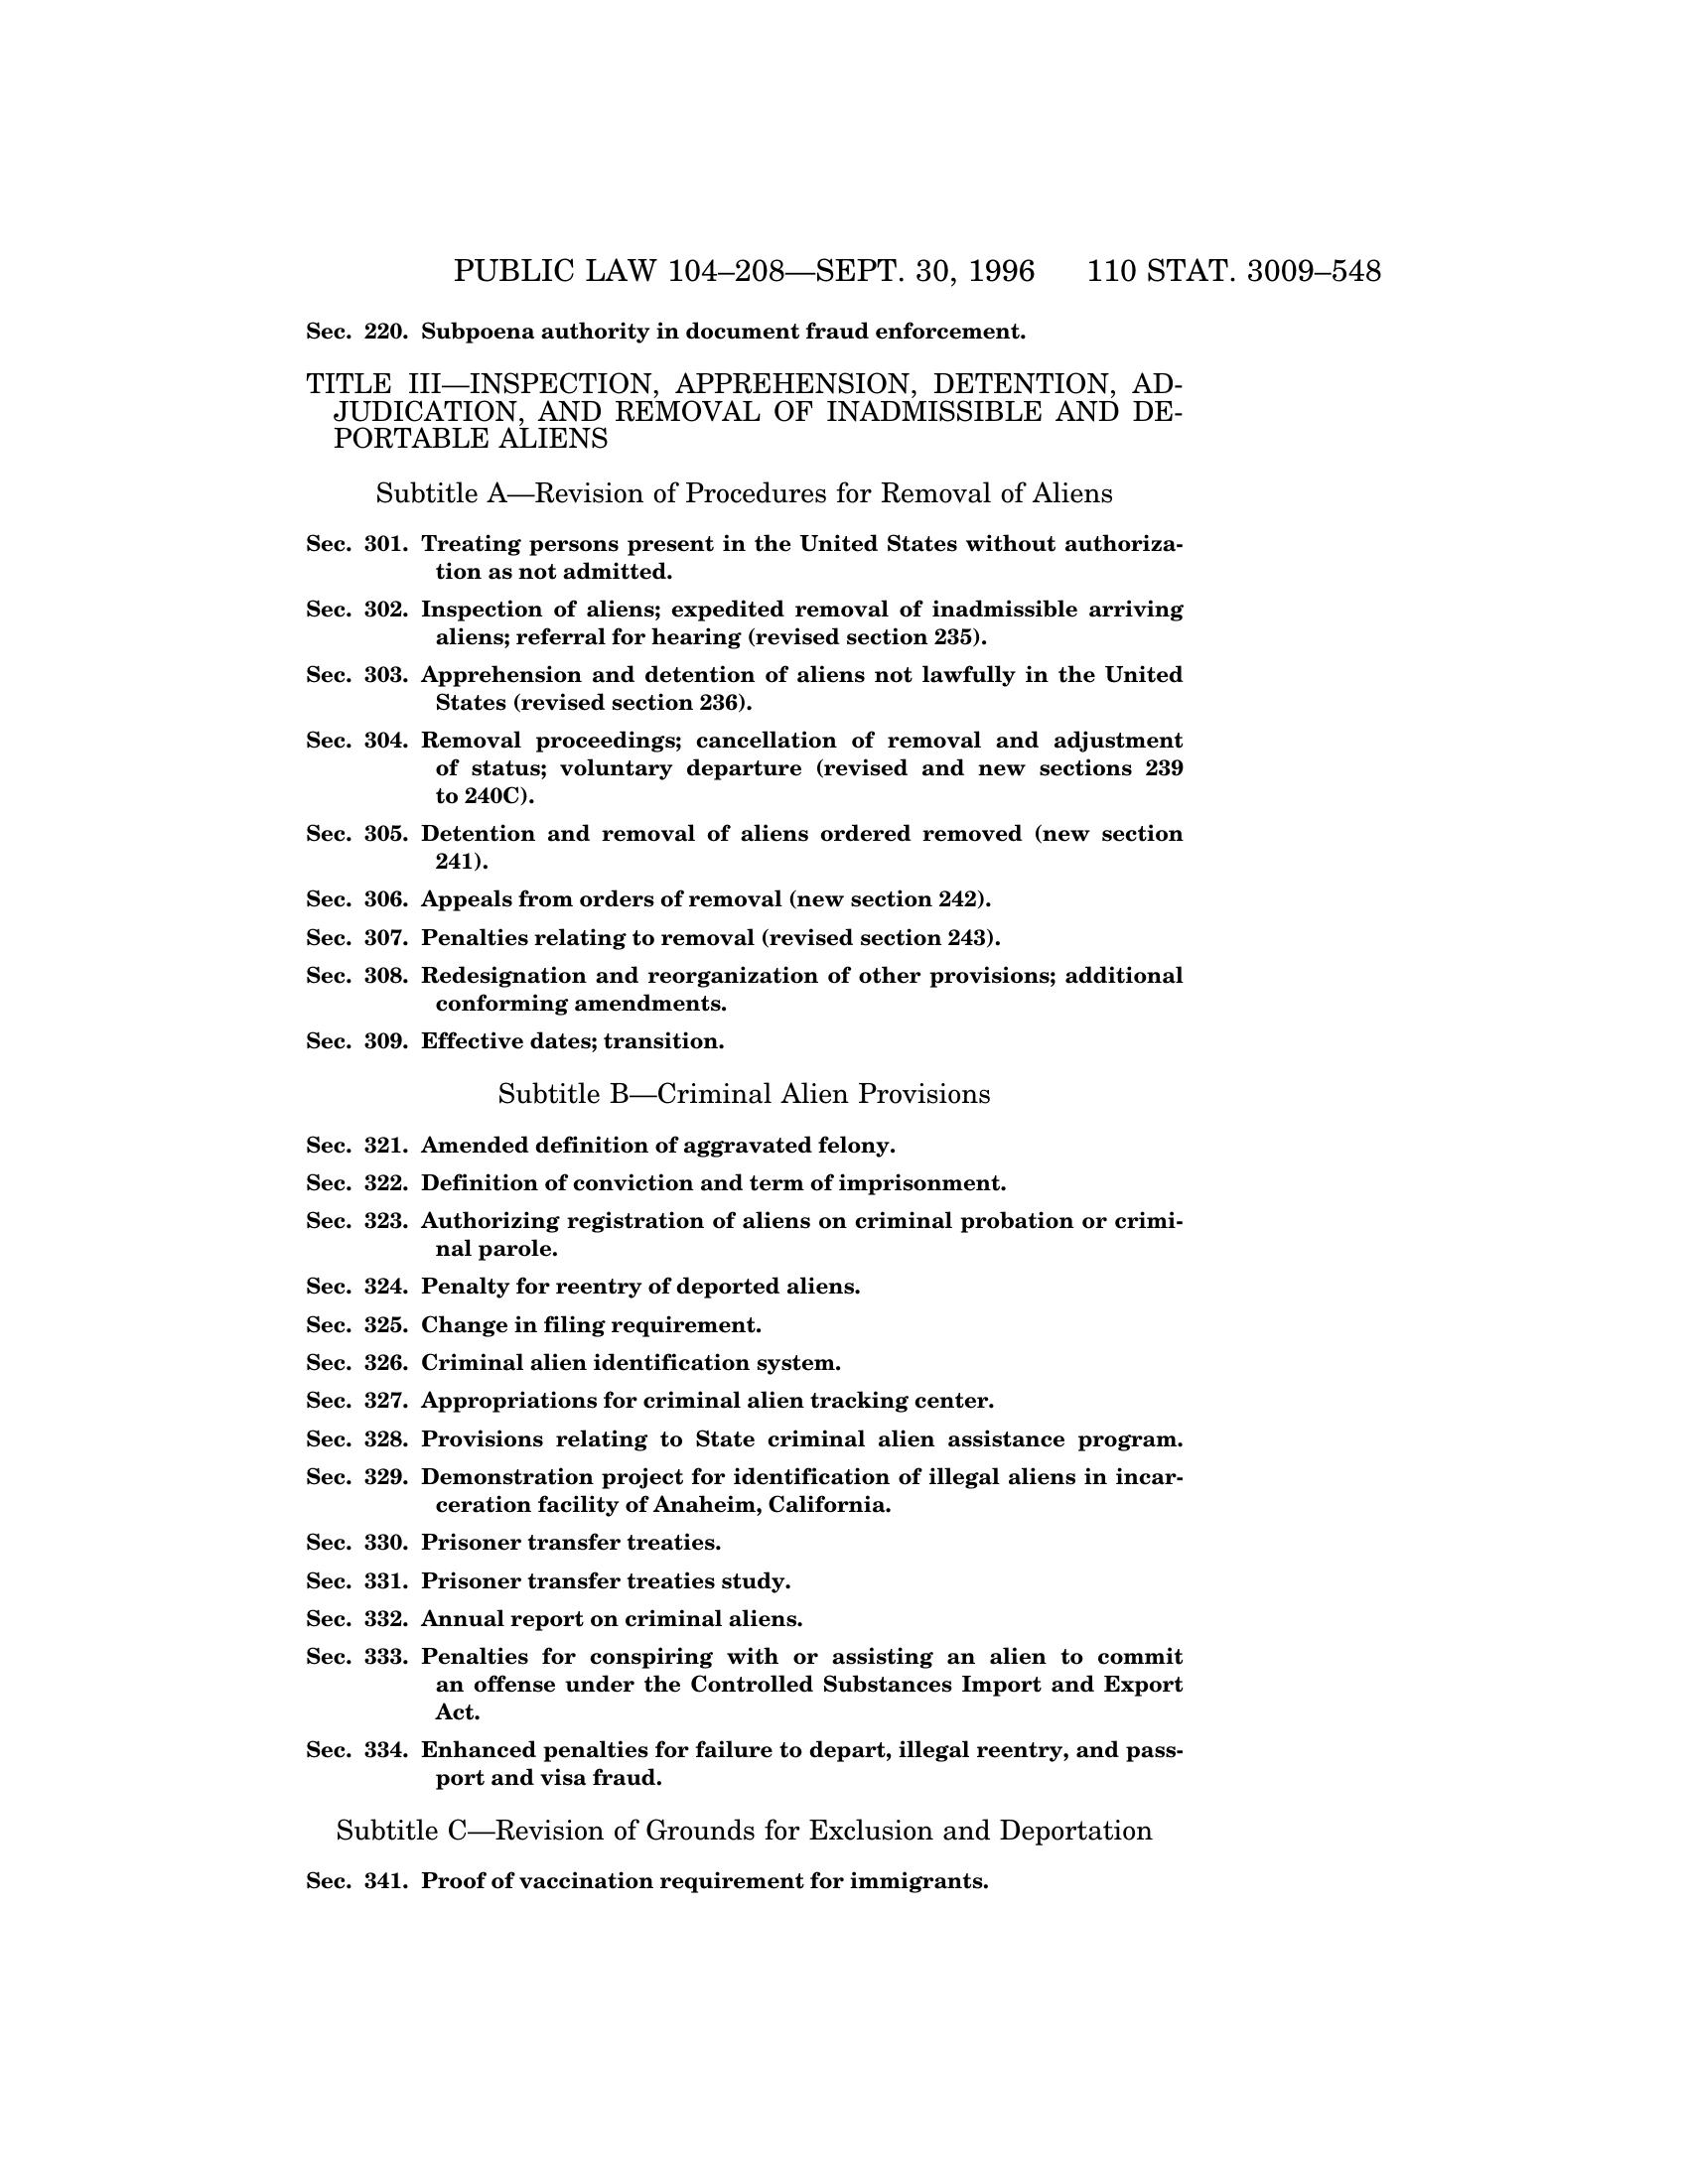 PUBLIC LAW 104–208—SEPT. 30, 1996 110 STAT. 3009–548
Sec. 220. Subpoena authority in document fraud enforcement.
TITLE III—INSPECTION, APPREHENSION, DETENTION, AD-
JUDICATION, AND REMOVAL OF INADMISSIBLE AND DE-
PORTABLE ALIENS
Subtitle A—Revision of Procedures for Removal of Aliens
Sec. 301. Treating persons present in the United States without authoriza-
tion as not admitted.
Sec. 302. Inspection of aliens; expedited removal of inadmissible arriving
aliens; referral for hearing (revised section 235).
Sec. 303. Apprehension and detention of aliens not lawfully in the United
States (revised section 236).
Sec. 304. Removal proceedings; cancellation of removal and adjustment
of status; voluntary departure (revised and new sections 239
to 240C).
Sec. 305. Detention and removal of aliens ordered removed (new section
241).
Sec. 306. Appeals from orders of removal (new section 242).
Sec. 307. Penalties relating to removal (revised section 243).
Sec. 308. Redesignation and reorganization of other provisions; additional
conforming amendments.
Sec. 309. Effective dates; transition.
Subtitle B—Criminal Alien Provisions
Sec. 321. Amended definition of aggravated felony.
Sec. 322. Definition of conviction and term of imprisonment.
Sec. 323. Authorizing registration of aliens on criminal probation or crimi-
nal parole.
Sec. 324. Penalty for reentry of deported aliens.
Sec. 325. Change in filing requirement.
Sec. 326. Criminal alien identification system.
Sec. 327. Appropriations for criminal alien tracking center.
Sec. 328. Provisions relating to State criminal alien assistance program.
Sec. 329. Demonstration project for identification of illegal aliens in incar-
ceration facility of Anaheim, California.
Sec. 330. Prisoner transfer treaties.
Sec. 331. Prisoner transfer treaties study.
Sec. 332. Annual report on criminal aliens.
Sec. 333. Penalties for conspiring with or assisting an alien to commit
an offense under the Controlled Substances Import and Export
Act.
Sec. 334. Enhanced penalties for failure to depart, illegal reentry, and pass-
port and visa fraud.
Subtitle C—Revision of Grounds for Exclusion and Deportation
Sec. 341. Proof of vaccination requirement for immigrants.